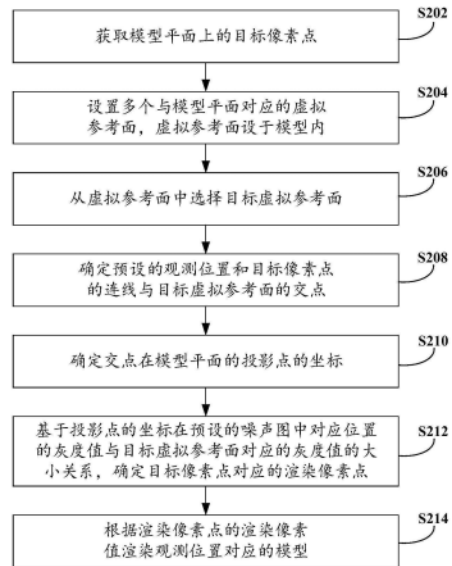 S202
获取模型平面上的目标像素点
S204
设置多个与模型平面对应的虚拟
参考面，虚拟参考面设于模型内
S206
从虚拟参考面中选择目标虚拟参考面
S208
确定预设的观测位置和目标像素点
的连线与目标虚拟参考面的交点
S210
确定交点在模型平面的投影点的坐标
S212
基于投影点的坐标在预设的噪声图中对应位置
的灰度值与目标虚拟参考面对应的灰度值的大
小关系，确定目标像素点对应的渲染像素点
S214
根据渲染像素点的渲染像素
值渲染观测位置对应的模型